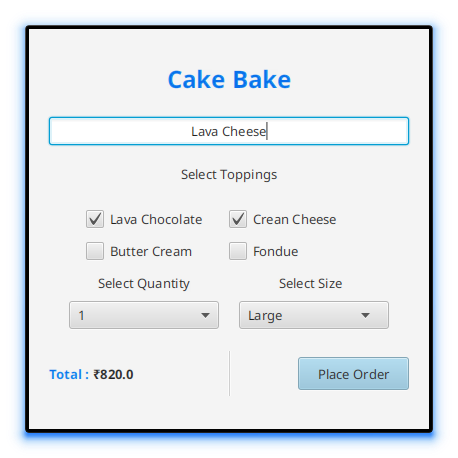 Cake Bake
Lava Cheese
Select Toppings
Lava Chocolate Crean Cheese
Butter Cream Fondue
Select Quantity Select Size
1 Large
Total : ₹820.0 Place Order